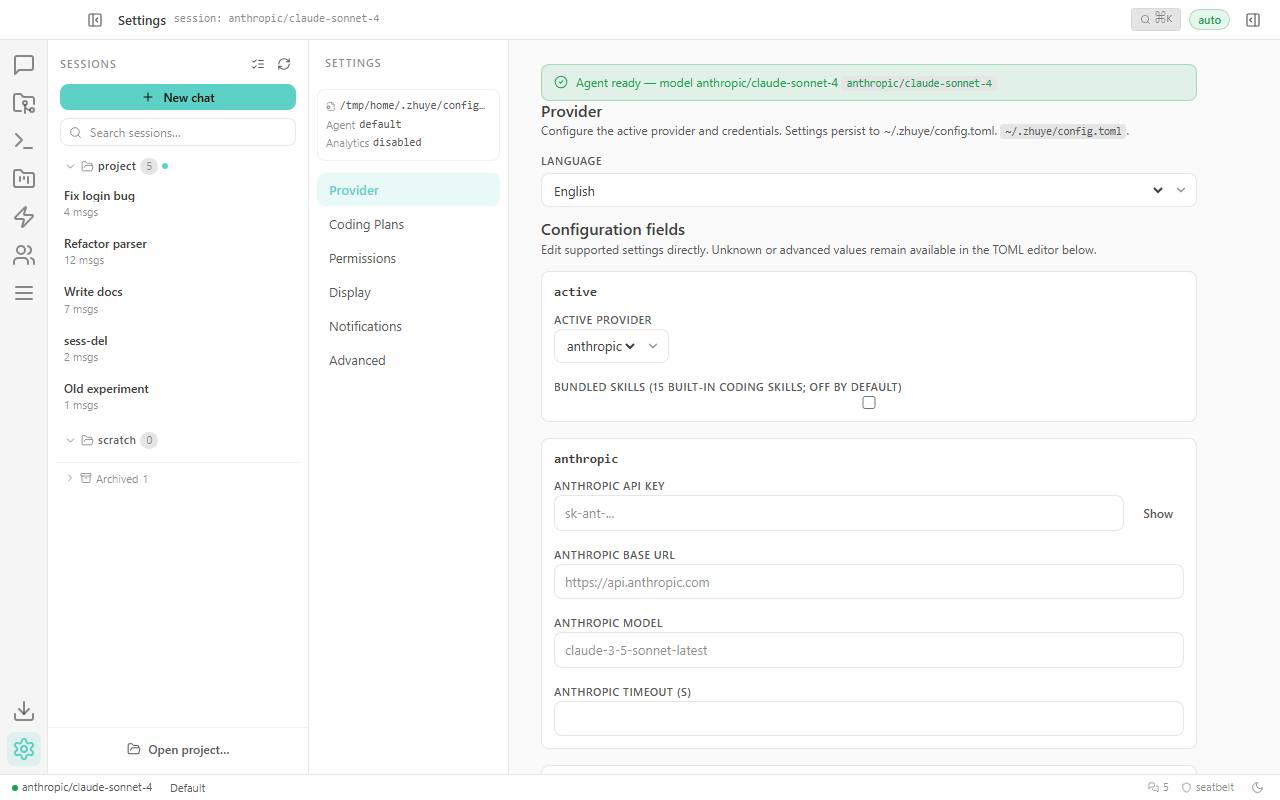 Settings session: anthropic/claude-sonnet-4
⌘K
auto
SESSIONS
New chat
Search sessions...
project 5
Fix login bug
4 msgs
Refactor parser
12 msgs
Write docs
7 msgs
sess-del
2 msgs
Old experiment
1 msgs
scratch 0
Archived 1
Open project...
SETTINGS
/tmp/home/.zhuye/config…
Agent default
Analytics disabled
Provider
Coding Plans
Permissions
Display
Notifications
Advanced
Agent ready — model anthropic/claude-sonnet-4 anthropic/claude-sonnet-4
Provider
Configure the active provider and credentials. Settings persist to ~/.zhuye/config.toml. ~/.zhuye/config.toml.
LANGUAGE
English
Configuration fields
Edit supported settings directly. Unknown or advanced values remain available in the TOML editor below.
active
ACTIVE PROVIDER
anthropic
BUNDLED SKILLS (15 BUILT-IN CODING SKILLS; OFF BY DEFAULT)
anthropic
ANTHROPIC API KEY
sk-ant-...
Show
ANTHROPIC BASE URL
https://api.anthropic.com
ANTHROPIC MODEL
claude-3-5-sonnet-latest
ANTHROPIC TIMEOUT (S)
anthropic/claude-sonnet-4 Default
5 seatbelt